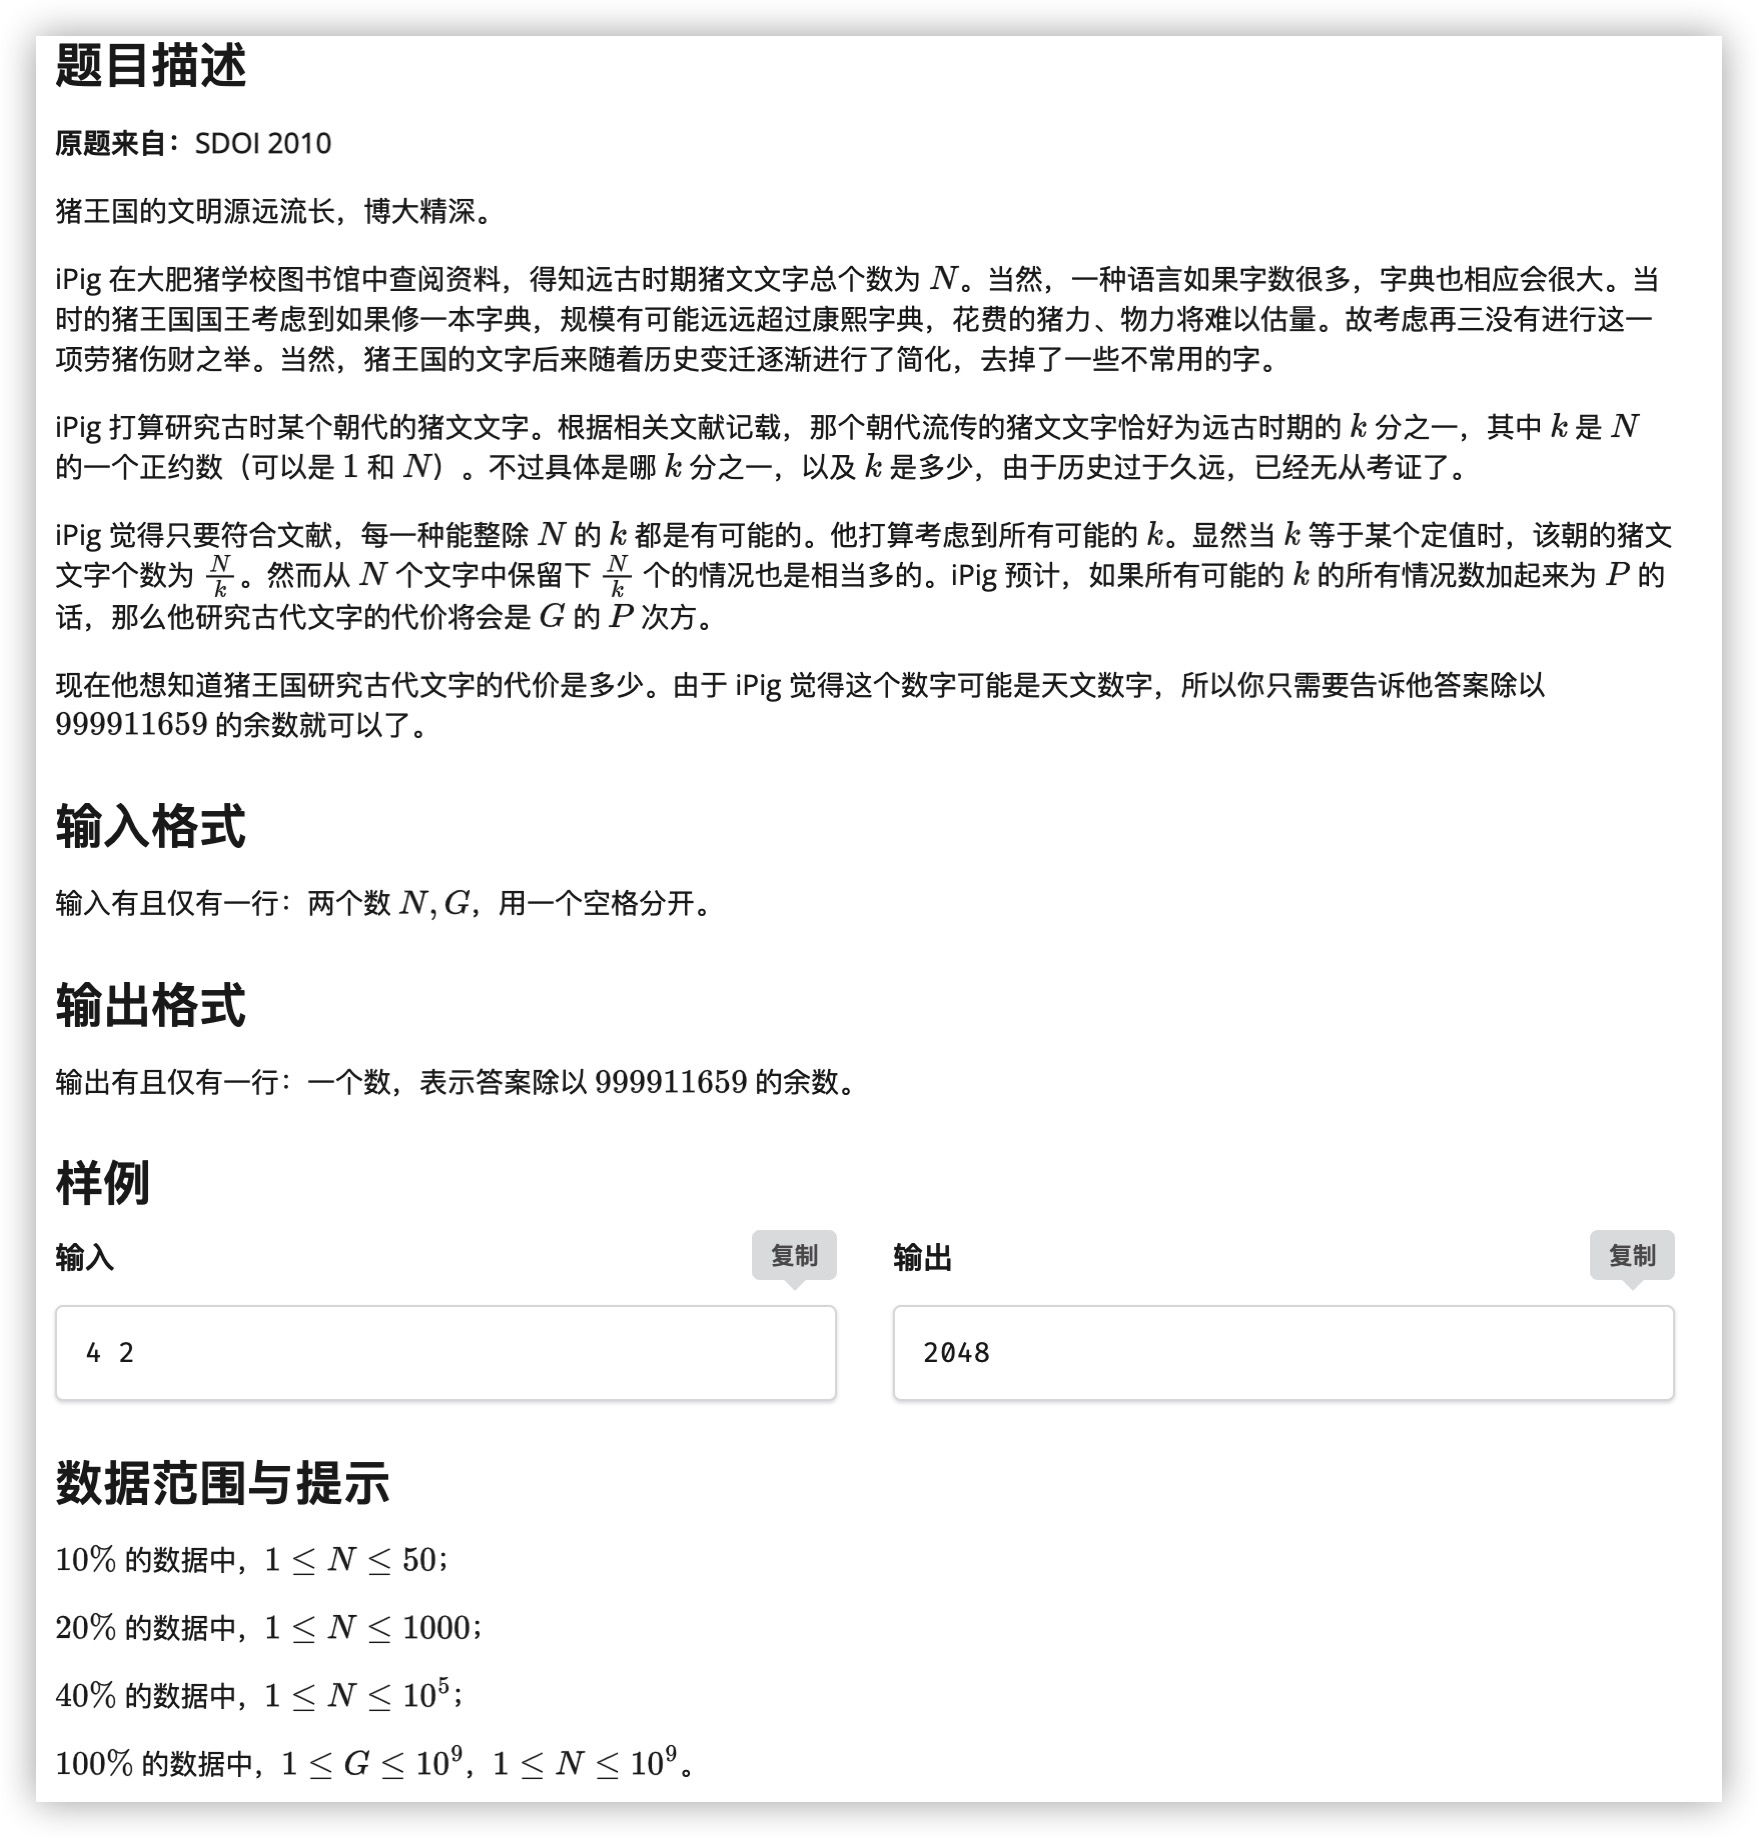 题目描述
原题来自：SDOI 2010
猪王国的文明源远流长，博大精深。
iPig 在大肥猪学校图书馆中查阅资料，得知远古时期猪文文字总个数为 N。当然，一种语言如果字数很多，字典也相应会很大。当
时的猪王国国王考虑到如果修一本字典，规模有可能远远超过康熙字典，花费的猪力、物力将难以估量。故考虑再三没有进行这一
项劳猪伤财之举。当然，猪王国的文字后来随着历史变迁逐渐进行了简化，去掉了一些不常用的字。
iPig 打算研究古时某个朝代的猪文文字。根据相关文献记载，那个朝代流传的猪文文字恰好为远古时期的 k 分之一，其中 k 是 N
的一个正约数（可以是 1 和 N）。不过具体是哪 k 分之一，以及 k 是多少，由于历史过于久远，已经无从考证了。
iPig 觉得只要符合文献，每一种能整除 N 的 k 都是有可能的。他打算考虑到所有可能的 k。显然当 k 等于某个定值时，该朝的猪文
文字个数为 N/k。然而从 N 个文字中保留下 N/k 个的情况也是相当多的。iPig 预计，如果所有可能的 k 的所有情况数加起来为 P 的
话，那么他研究古代文字的代价将会是 G 的 P 次方。
现在他想知道猪王国研究古代文字的代价是多少。由于 iPig 觉得这个数字可能是天文数字，所以你只需要告诉他答案除以
999911659 的余数就可以了。
输入格式
输入有且仅有一行：两个数 N, G，用一个空格分开。
输出格式
输出有且仅有一行：一个数，表示答案除以 999911659 的余数。
样例
输入 复制 输出 复制
4 2 2048
数据范围与提示
10% 的数据中，1 ≤ N ≤ 50；
20% 的数据中，1 ≤ N ≤ 1000；
40% 的数据中，1 ≤ N ≤ 10^5；
100% 的数据中，1 ≤ G ≤ 10^9，1 ≤ N ≤ 10^9。